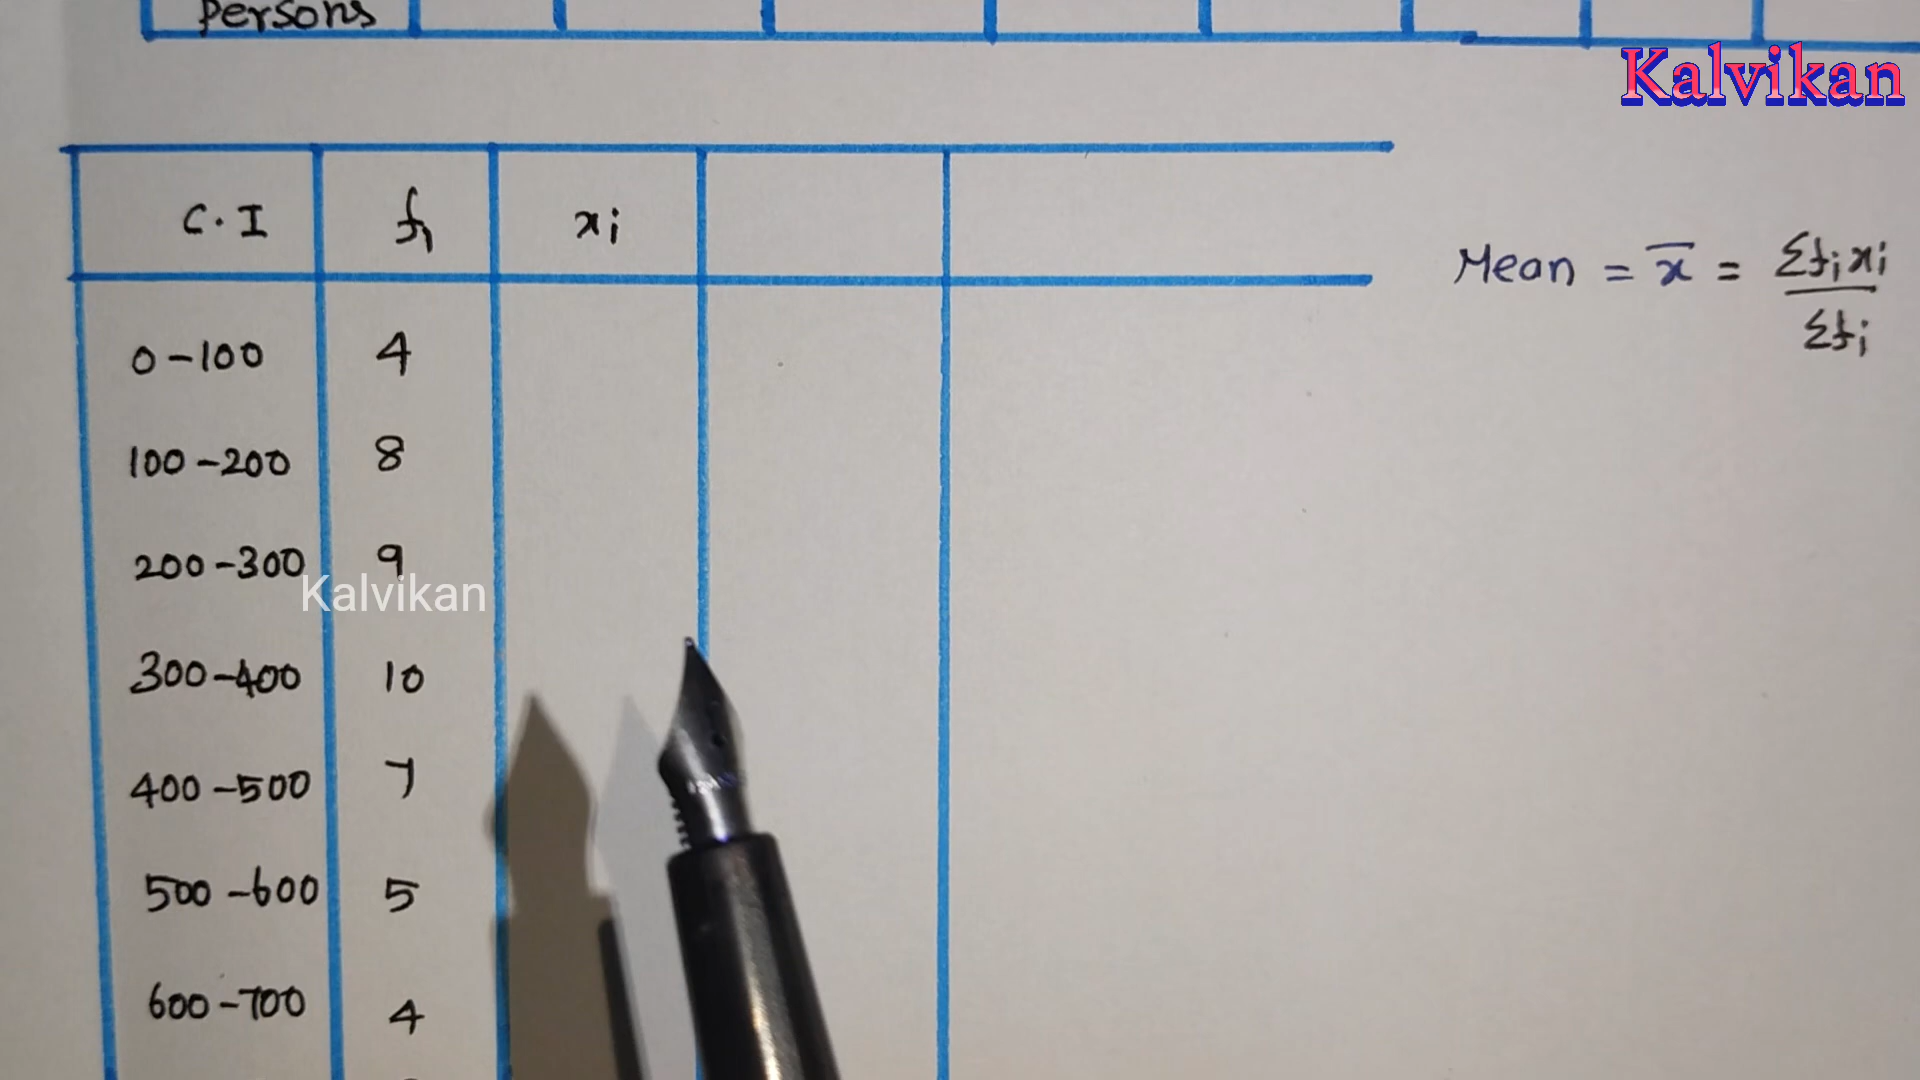 persons
Kalvikan
C.I fi xi
Mean = x̄ = Σfixi / Σfi
0-100 4
100-200 8
200-300 9
Kalvikan
300-400 10
400-500 7
500-600 5
600-700 4